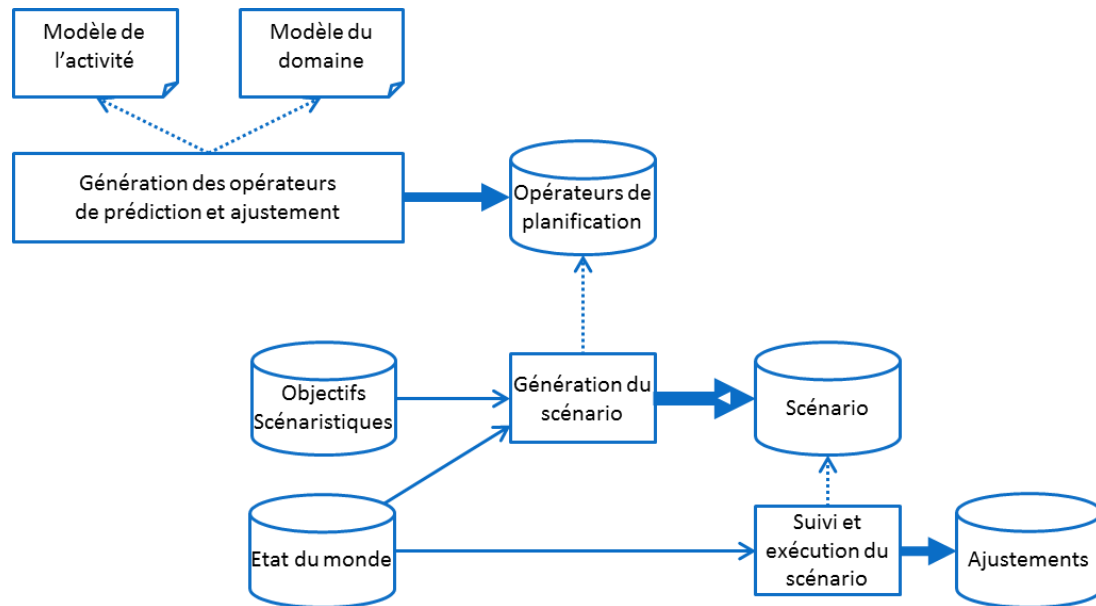 Modèle de
l'activité
Modèle du
domaine
Génération des opérateurs
de prédiction et ajustement
Opérateurs de
planification
Objectifs
Scénaristiques
Génération du
scénario
Scénario
Etat du monde
Suivi et
exécution du
scénario
Ajustements